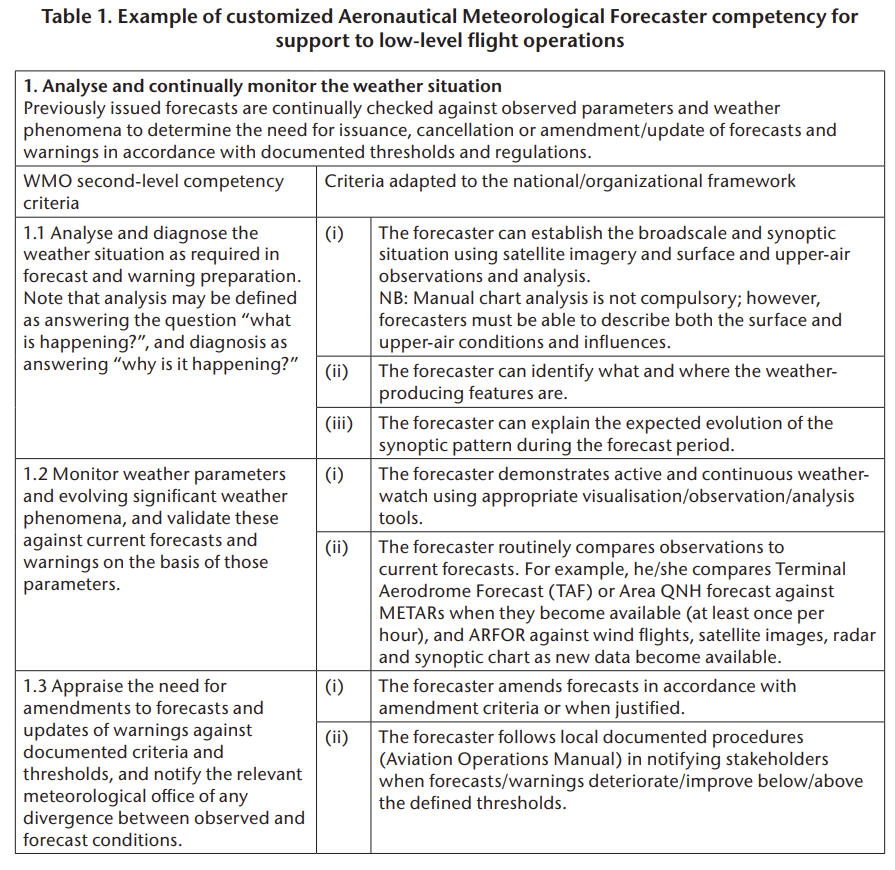 Table 1. Example of customized Aeronautical Meteorological Forecaster competency for
support to low-level flight operations
1. Analyse and continually monitor the weather situation
Previously issued forecasts are continually checked against observed parameters and weather
phenomena to determine the need for issuance, cancellation or amendment/update of forecasts and
warnings in accordance with documented thresholds and regulations.
WMO second-level competency
criteria
Criteria adapted to the national/organizational framework
1.1 Analyse and diagnose the
weather situation as required in
forecast and warning preparation.
Note that analysis may be defined
as answering the question “what
is happening?”, and diagnosis as
answering “why is it happening?”
(i)
The forecaster can establish the broadscale and synoptic
situation using satellite imagery and surface and upper-air
observations and analysis.
NB: Manual chart analysis is not compulsory; however,
forecasters must be able to describe both the surface and
upper-air conditions and influences.
(ii)
The forecaster can identify what and where the weather-
producing features are.
(iii)
The forecaster can explain the expected evolution of the
synoptic pattern during the forecast period.
1.2 Monitor weather parameters
and evolving significant weather
phenomena, and validate these
against current forecasts and
warnings on the basis of those
parameters.
(i)
The forecaster demonstrates active and continuous weather-
watch using appropriate visualisation/observation/analysis
tools.
(ii)
The forecaster routinely compares observations to
current forecasts. For example, he/she compares Terminal
Aerodrome Forecast (TAF) or Area QNH forecast against
METARs when they become available (at least once per
hour), and ARFOR against wind flights, satellite images, radar
and synoptic chart as new data become available.
1.3 Appraise the need for
amendments to forecasts and
updates of warnings against
documented criteria and
thresholds, and notify the relevant
meteorological office of any
divergence between observed and
forecast conditions.
(i)
The forecaster amends forecasts in accordance with
amendment criteria or when justified.
(ii)
The forecaster follows local documented procedures
(Aviation Operations Manual) in notifying stakeholders
when forecasts/warnings deteriorate/improve below/above
the defined thresholds.